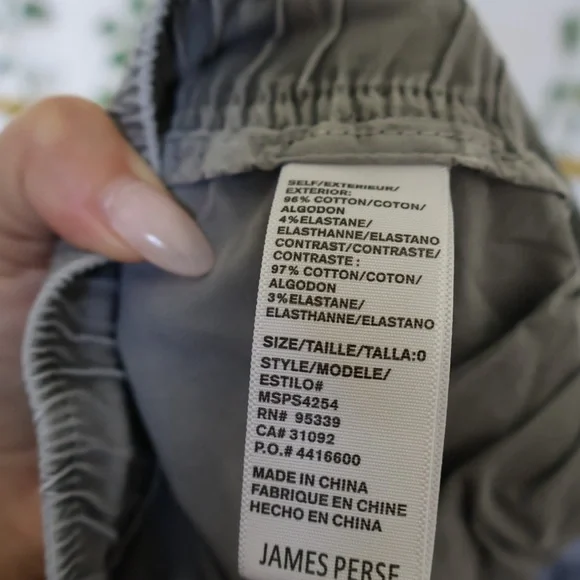 SELF/EXTERIEUR/
EXTERIOR:
96% COTTON/COTON/
ALGODON
4%ELASTANE/
ELASTHANNE/ELASTANO
CONTRAST/CONTRASTE/
CONTRASTE :
97% COTTON/COTON/
ALGODON
3%ELASTANE/
ELASTHANNE/ELASTANO
SIZE/TAILLE/TALLA:0
STYLE/MODELE/
ESTILO#
MSPS4254
RN# 95339
CA# 31092
P.O.# 4416600
MADE IN CHINA
FABRIQUE EN CHINE
HECHO EN CHINA
JAMES PERSE